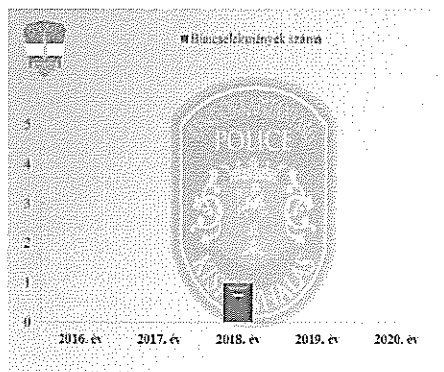 ■ Bűncselekmények száma
POLICE
5
4
3
2
1
0
2016. év 2017. év 2018. év 2019. év 2020. év